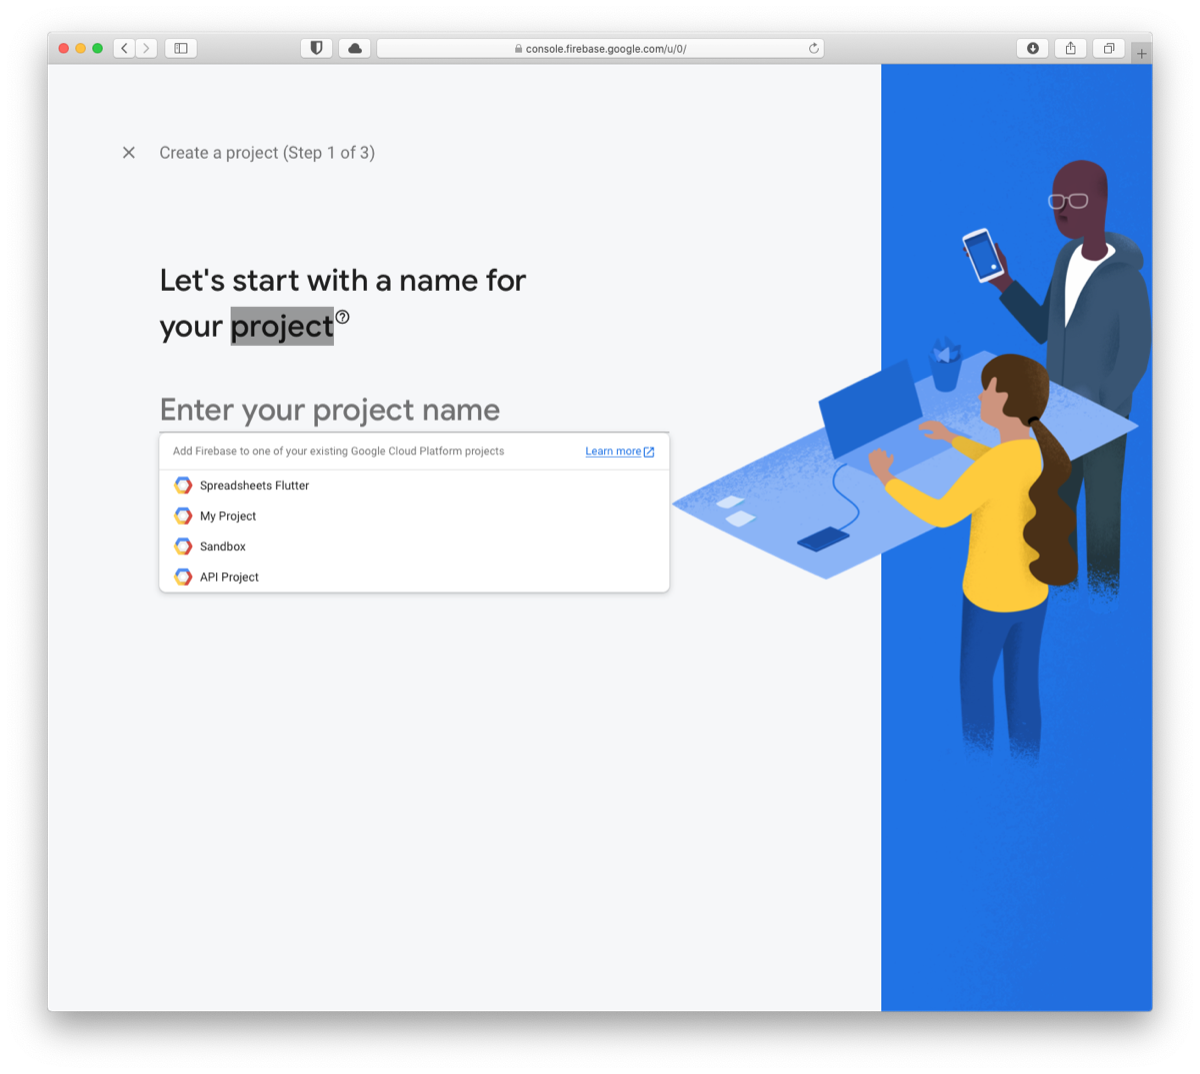 console.firebase.google.com/u/0/
Create a project (Step 1 of 3)
Let's start with a name for
your project
Enter your project name
Add Firebase to one of your existing Google Cloud Platform projects Learn more
Spreadsheets Flutter
My Project
Sandbox
API Project